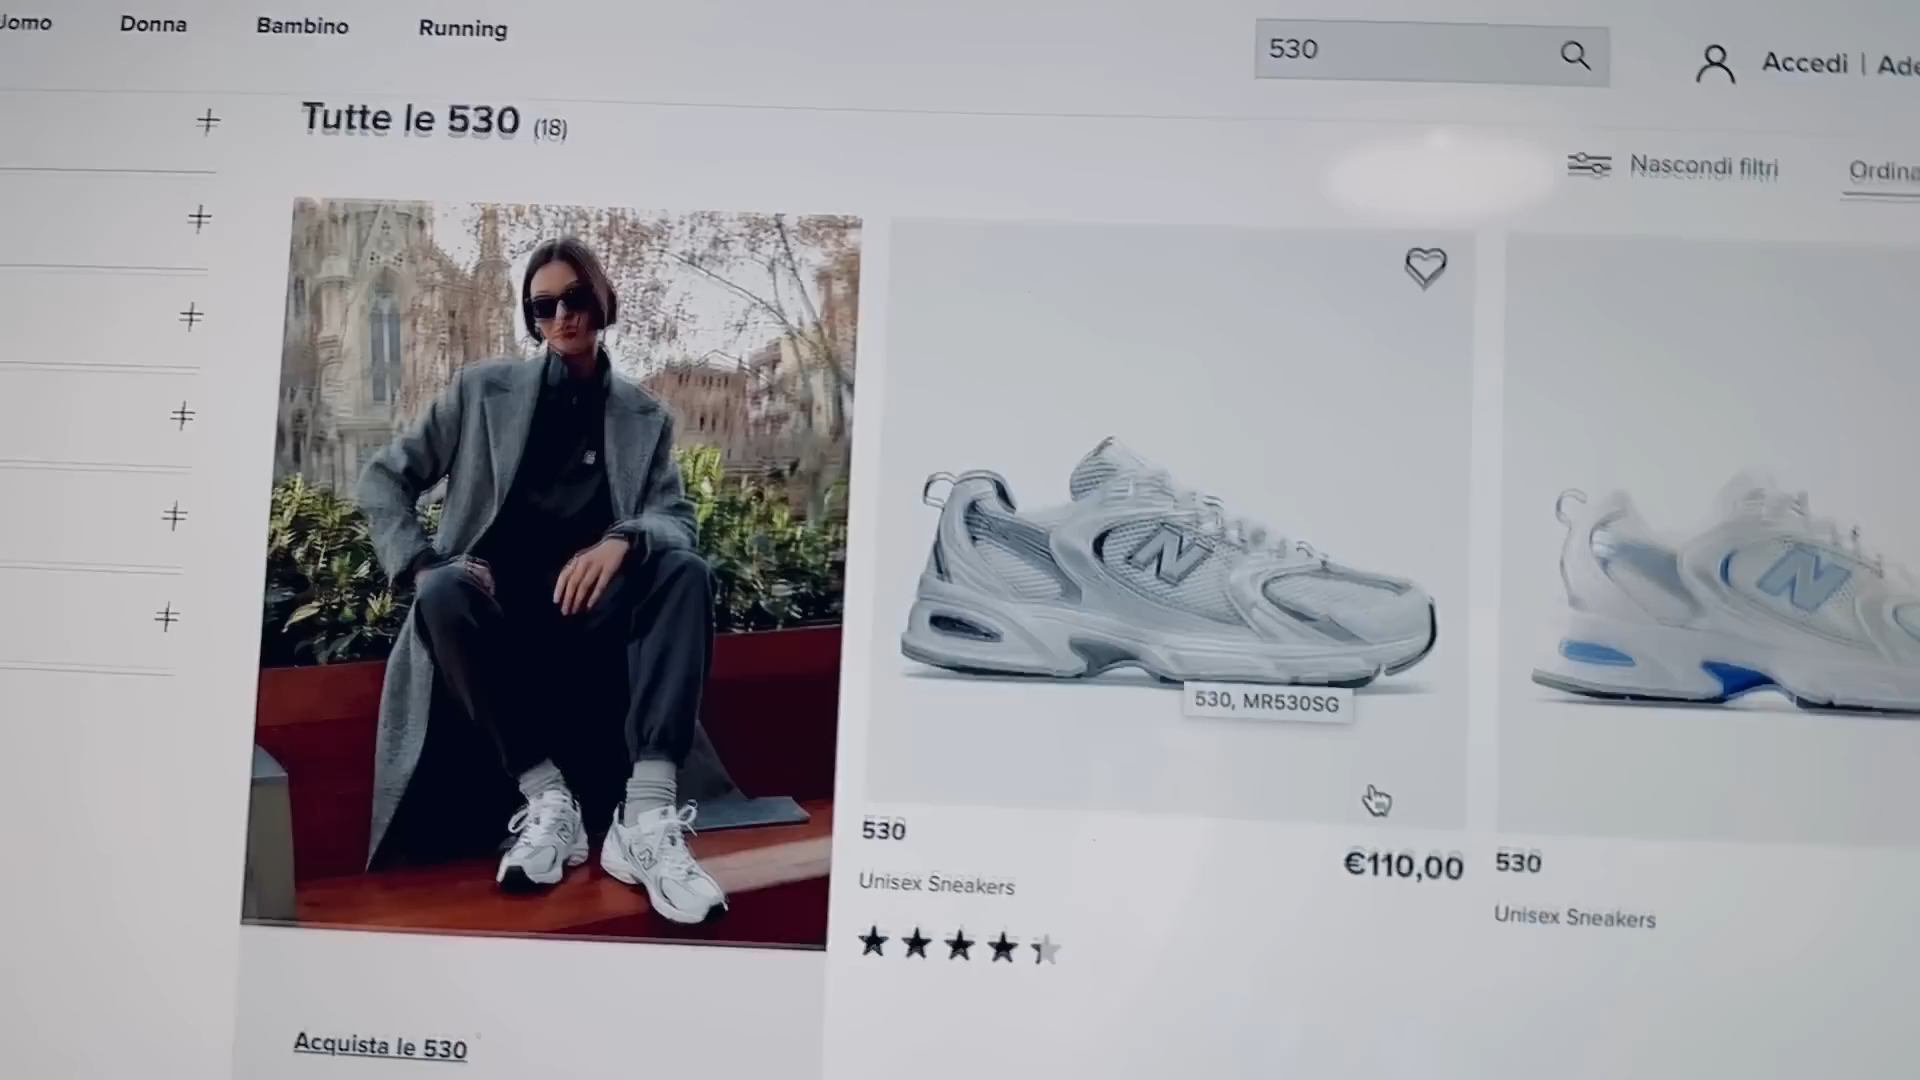 Uomo Donna Bambino Running
530
Accedi |
Tutte le 530 (18)
Nascondi filtri
N
N
530, MR530SG
530
€110,00
Unisex Sneakers
530
Unisex Sneakers
Acquista le 530